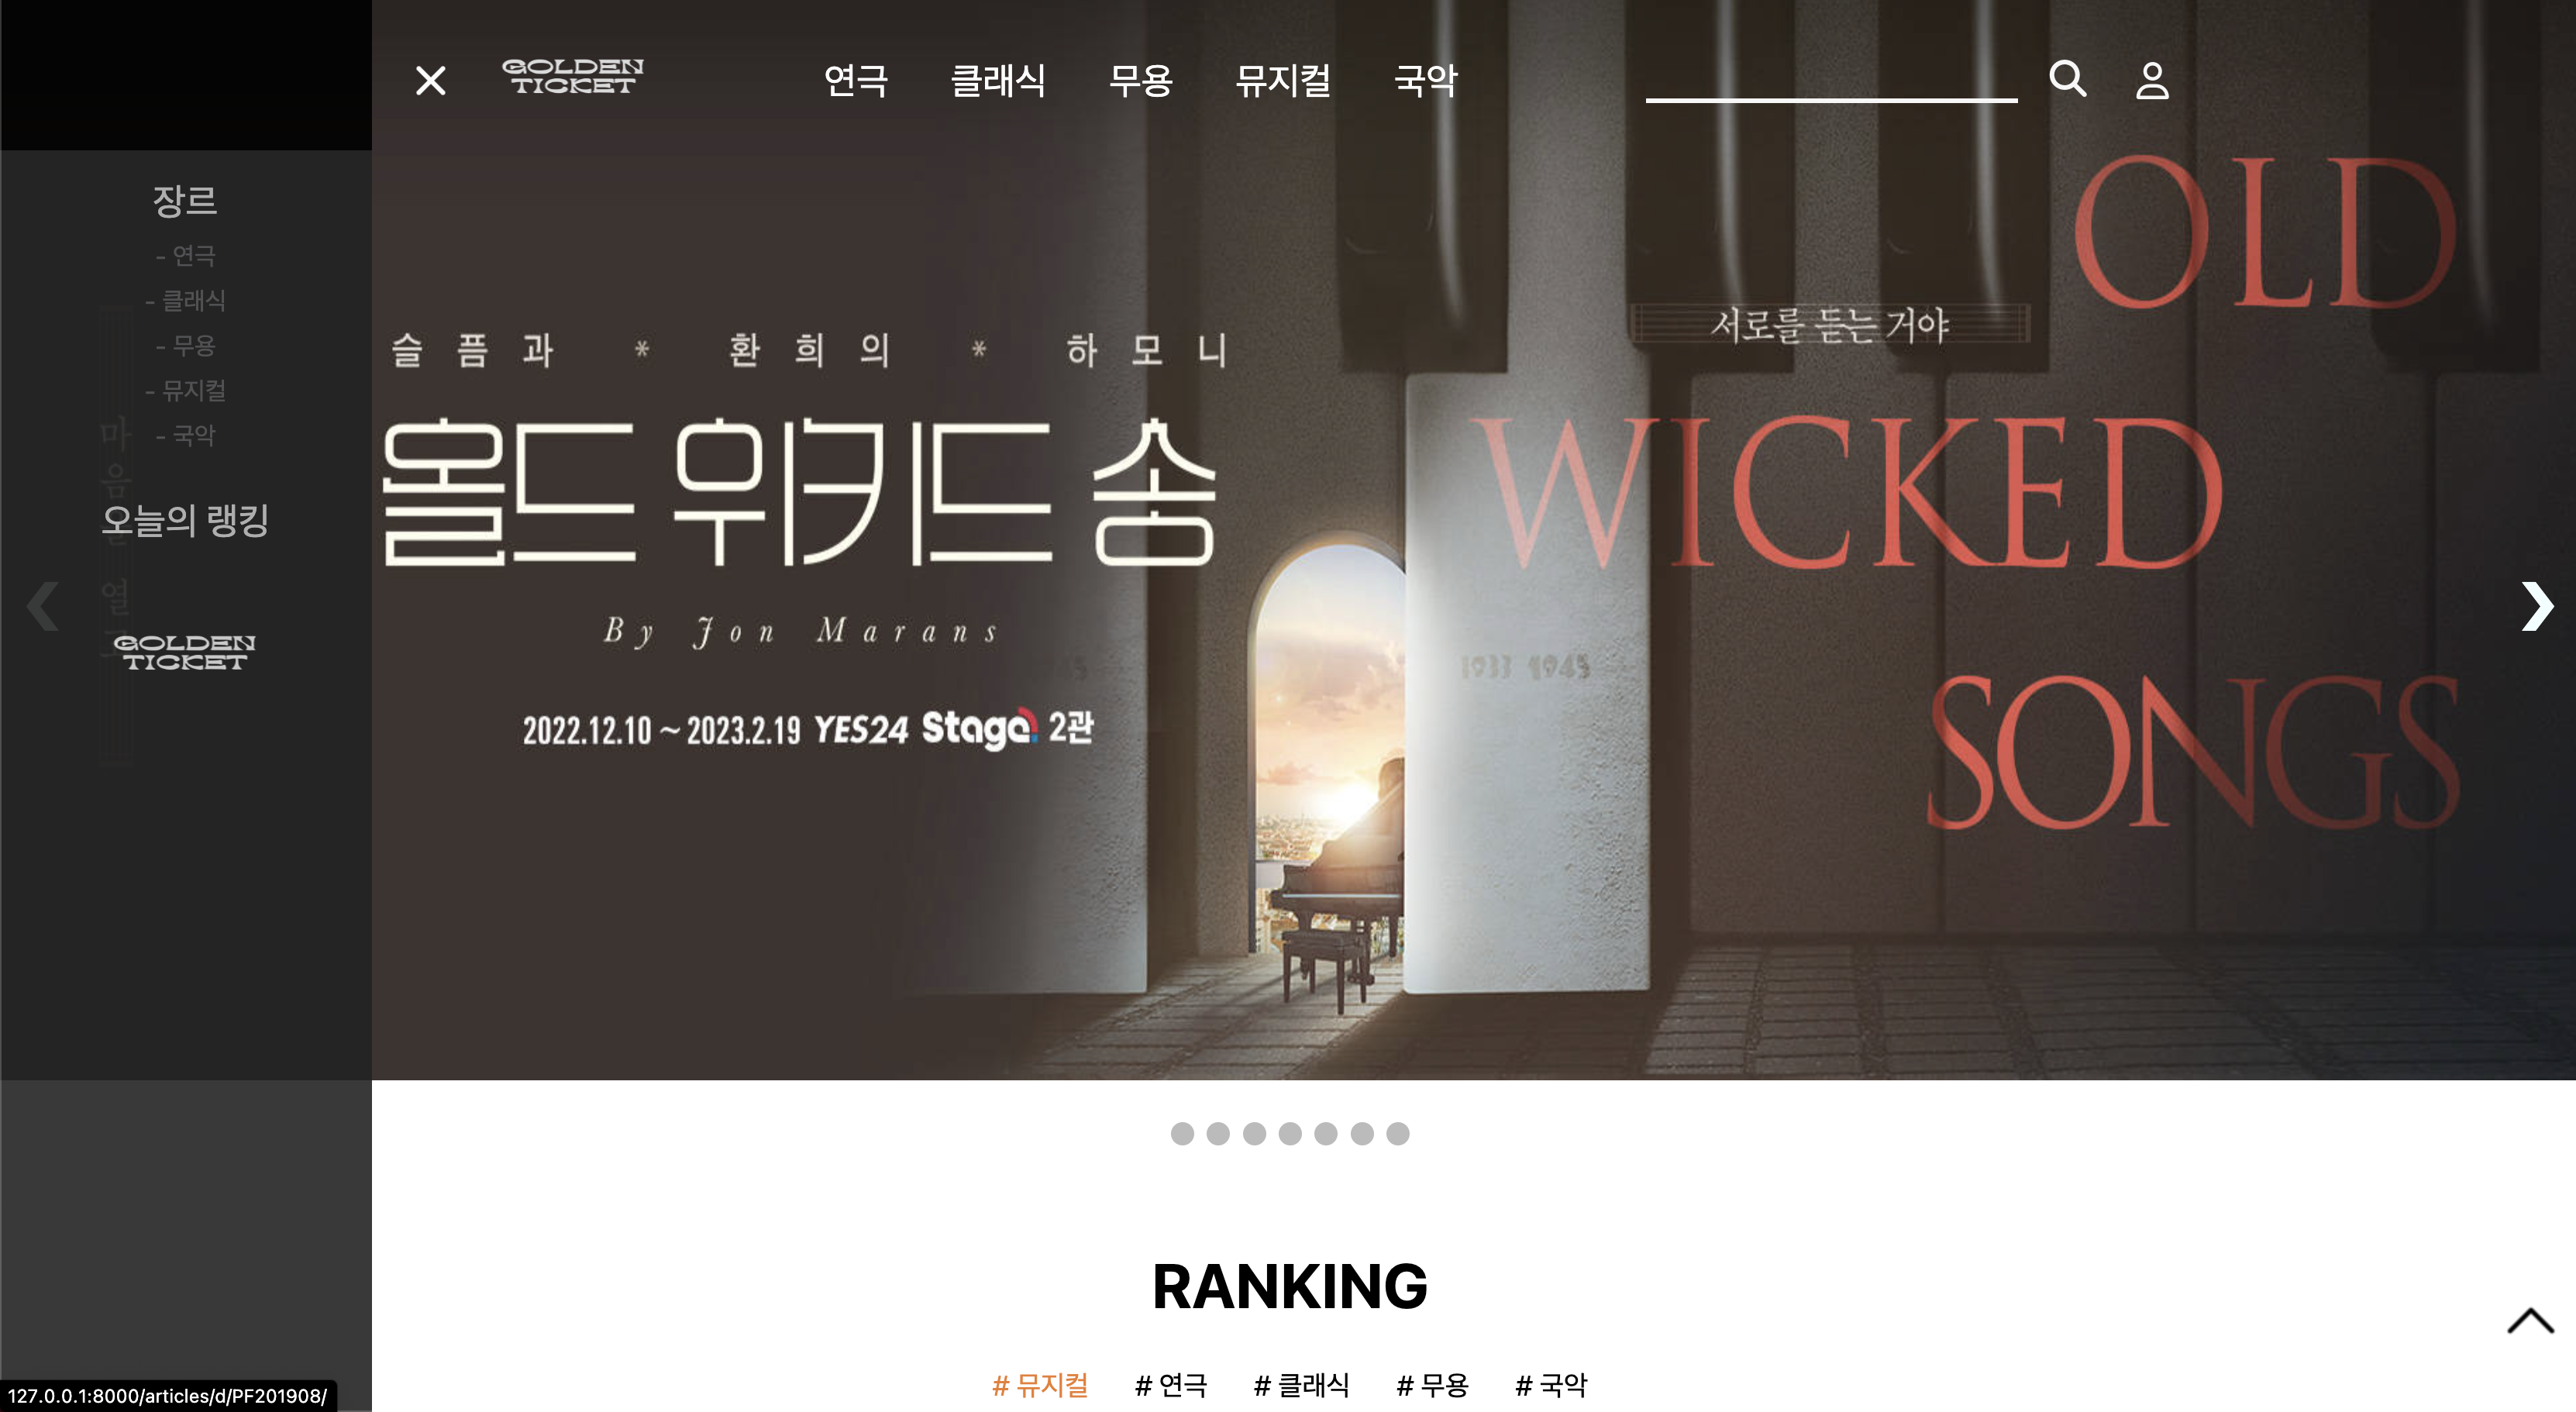 GOLDEN
TICKET
연극 클래식 무용 뮤지컬 국악
장르
- 연극
- 클래식
- 무용
- 뮤지컬
- 국악
오늘의 랭킹
GOLDEN
TICKET
마음을 열고
서로를 듣는 거야
OLD
WICKED
SONGS
슬픔과 * 환희의 * 하모니
올드 위키드 송
By Jon Marans
2022.12.10 ~ 2023.2.19 YES24 Stage 2관
1933 1945
RANKING
# 뮤지컬 # 연극 # 클래식 # 무용 # 국악
127.0.0.1:8000/articles/d/PF201908/